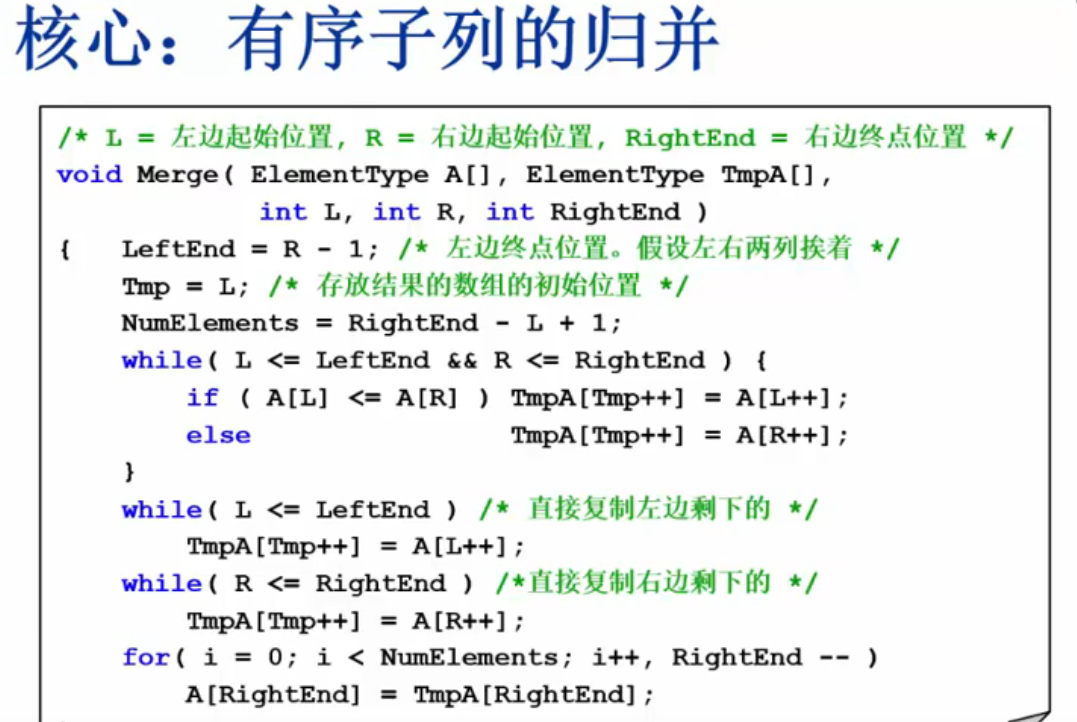 核心：有序子列的归并
/* L = 左边起始位置, R = 右边起始位置, RightEnd = 右边终点位置 */
void Merge( ElementType A[], ElementType TmpA[],
int L, int R, int RightEnd )
{ LeftEnd = R - 1; /* 左边终点位置。假设左右两列挨着 */
Tmp = L; /* 存放结果的数组的初始位置 */
NumElements = RightEnd - L + 1;
while( L <= LeftEnd && R <= RightEnd ) {
if ( A[L] <= A[R] ) TmpA[Tmp++] = A[L++];
else TmpA[Tmp++] = A[R++];
}
while( L <= LeftEnd ) /* 直接复制左边剩下的 */
TmpA[Tmp++] = A[L++];
while( R <= RightEnd ) /*直接复制右边剩下的 */
TmpA[Tmp++] = A[R++];
for( i = 0; i < NumElements; i++, RightEnd -- )
A[RightEnd] = TmpA[RightEnd];